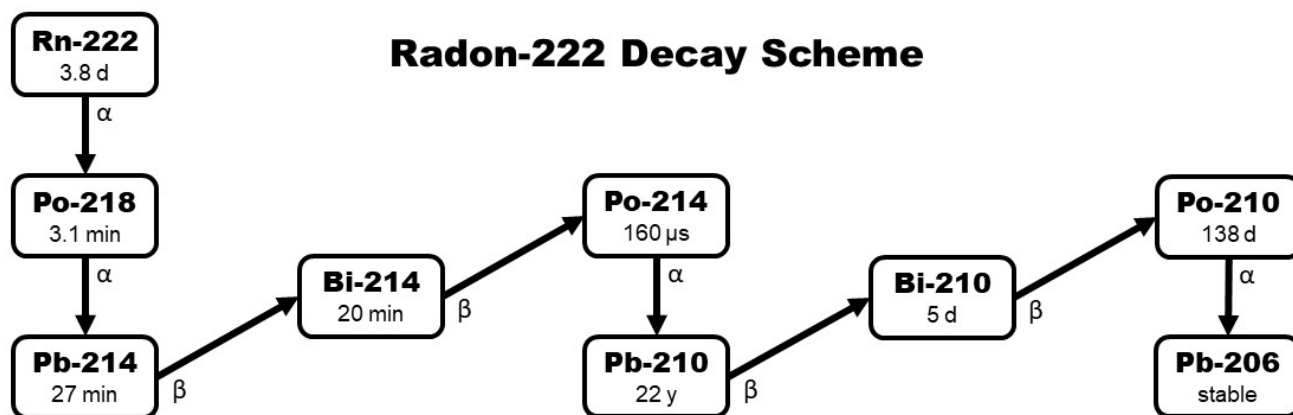 Radon-222 Decay Scheme
Rn-222
3.8 d
α
Po-218
3.1 min
α
Pb-214
27 min
β
Bi-214
20 min
β
Po-214
160 µs
α
Pb-210
22 y
β
Bi-210
5 d
β
Po-210
138 d
α
Pb-206
stable